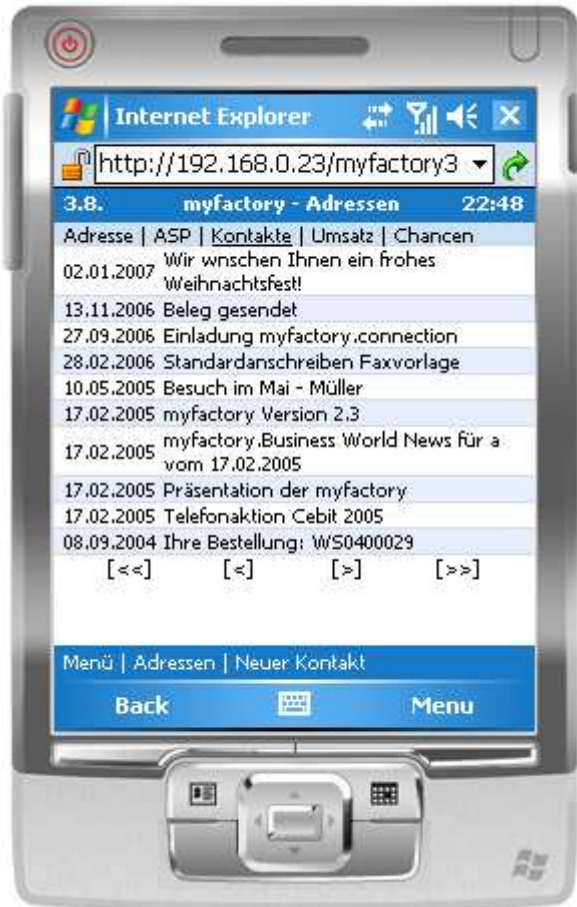 Internet Explorer
http://192.168.0.23/myfactory3
3.8. myfactory - Adressen 22:48
Adresse | ASP | Kontakte | Umsatz | Chancen
02.01.2007 Wir wnschen Ihnen ein frohes
Weihnachtsfest!
13.11.2006 Beleg gesendet
27.09.2006 Einladung myfactory.connection
28.02.2006 Standardanschreiben Faxvorlage
10.05.2005 Besuch im Mai - Müller
17.02.2005 myfactory Version 2.3
17.02.2005 myfactory.Business World News für a
vom 17.02.2005
17.02.2005 Präsentation der myfactory
17.02.2005 Telefonaktion Cebit 2005
08.09.2004 Ihre Bestellung: WS0400029
[<<] [<] [>] [>>]
Menü | Adressen | Neuer Kontakt
Back Menu